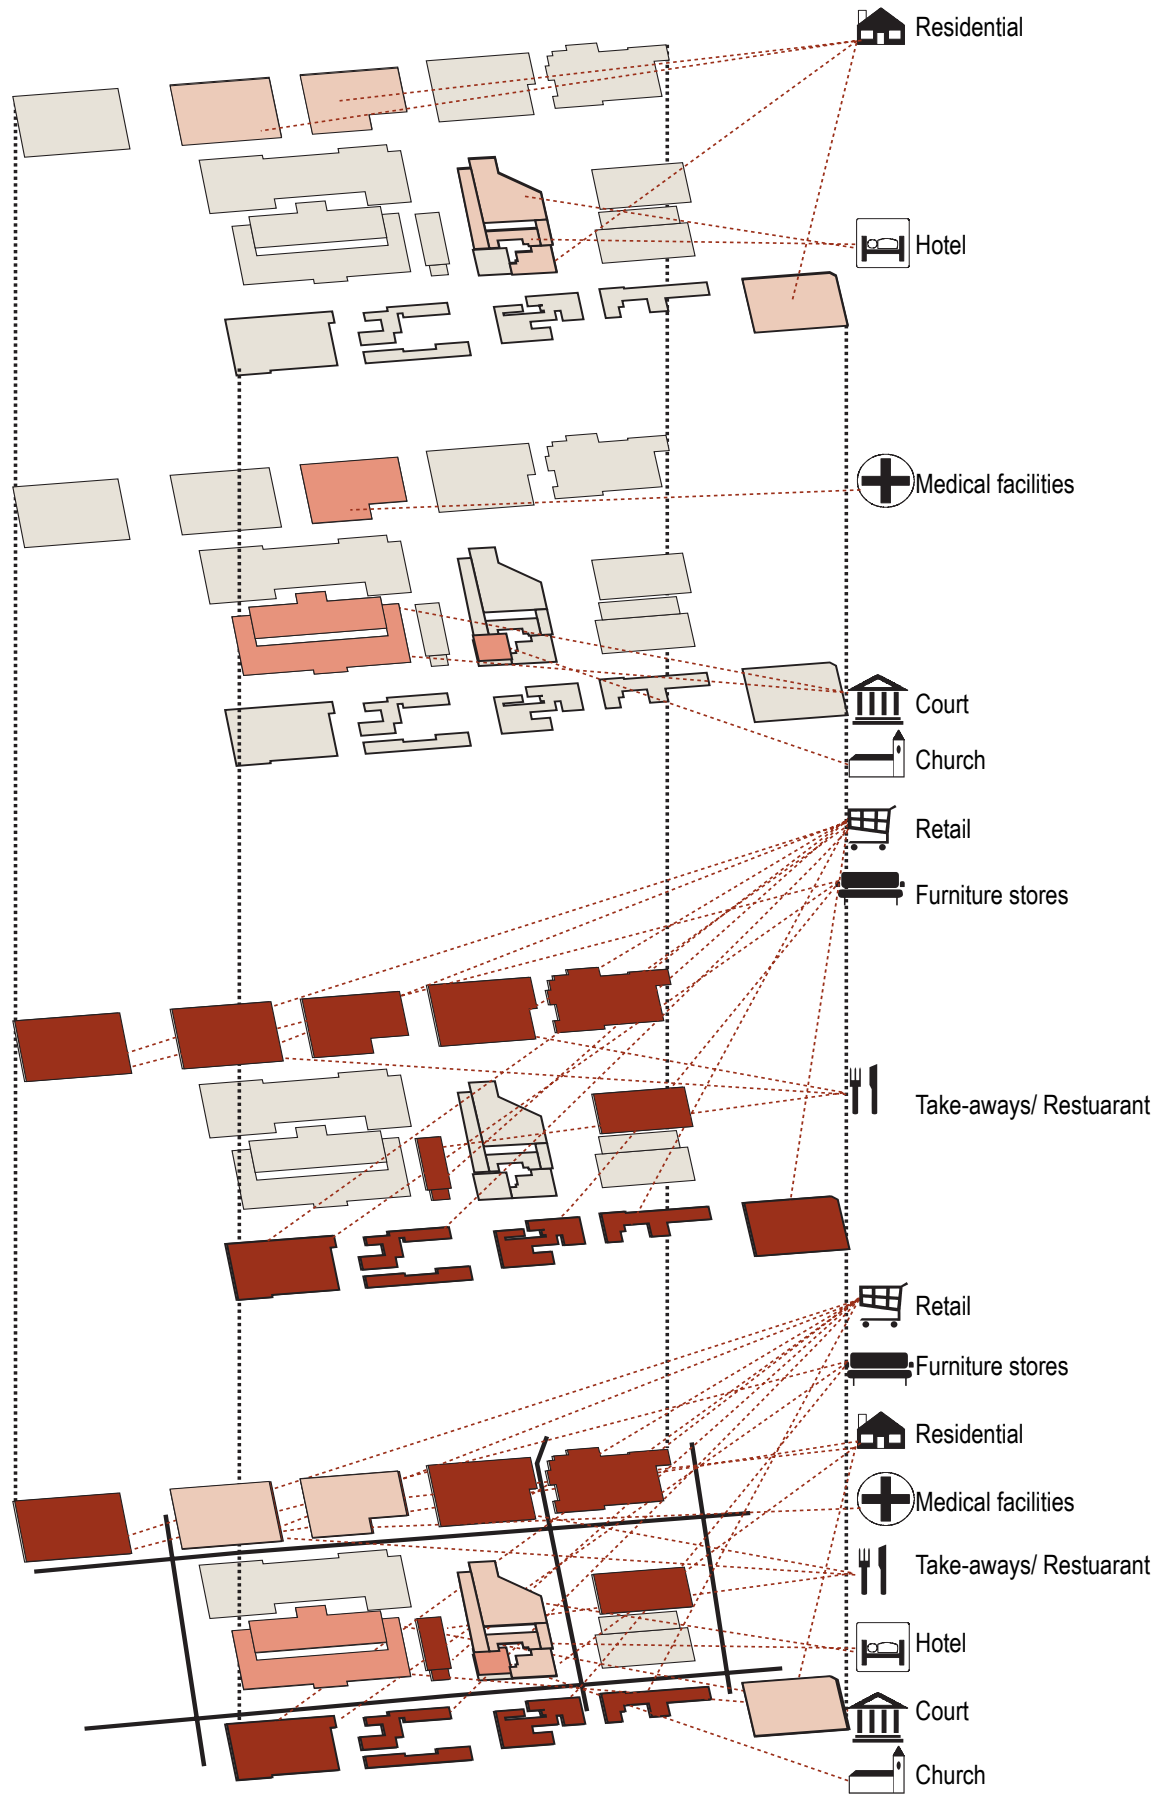 Residential
Hotel
Medical facilities
Court
Church
Retail
Furniture stores
Take-aways/ Restuarant
Retail
Furniture stores
Residential
Medical facilities
Take-aways/ Restuarant
Hotel
Court
Church